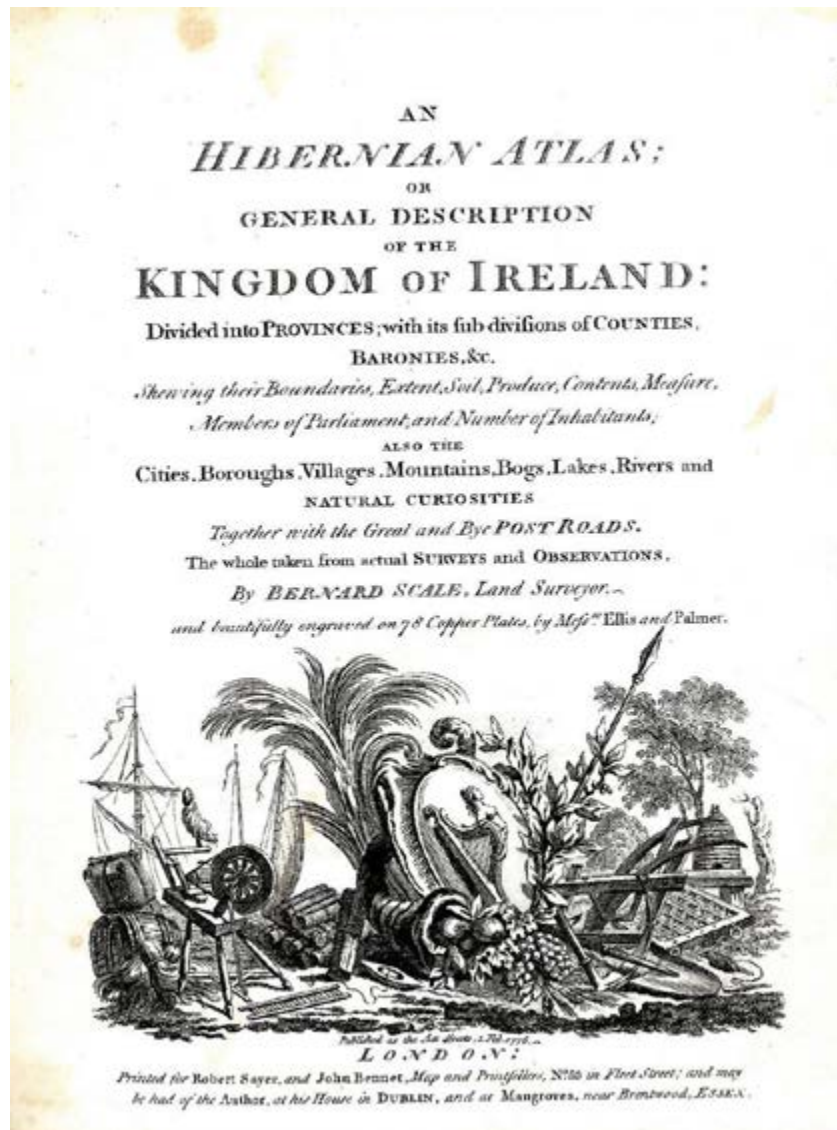 AN
HIBERNIAN ATLAS;
OR
GENERAL DESCRIPTION
OF THE
KINGDOM OF IRELAND:
Divided into PROVINCES; with its ſub-diviſions of COUNTIES,
BARONIES, &c.
Shewing their Boundaries, Extent, Soil, Produce, Contents, Meaſure,
Members of Parliament, and Number of Inhabitants;
ALSO THE
Cities, Boroughs, Villages, Mountains, Bogs, Lakes, Rivers and
NATURAL CURIOSITIES
Together with the Great and Bye POST ROADS.
The whole taken from actual SURVEYS and OBSERVATIONS.
By BERNARD SCALE, Land Surveyor.
and beautifully engraved on 78 Copper Plates, by Meſsrs. Ellis and Palmer.
Published as the Act directs, 1 Feb. 1776.
LONDON:
Printed for Robert Sayer, and John Bennet, Map and Printſellers, No. 53 in Fleet Street; and may
be had of the Author, at his House in DUBLIN, and at Mangroves, near Brentwood, ESSEX.